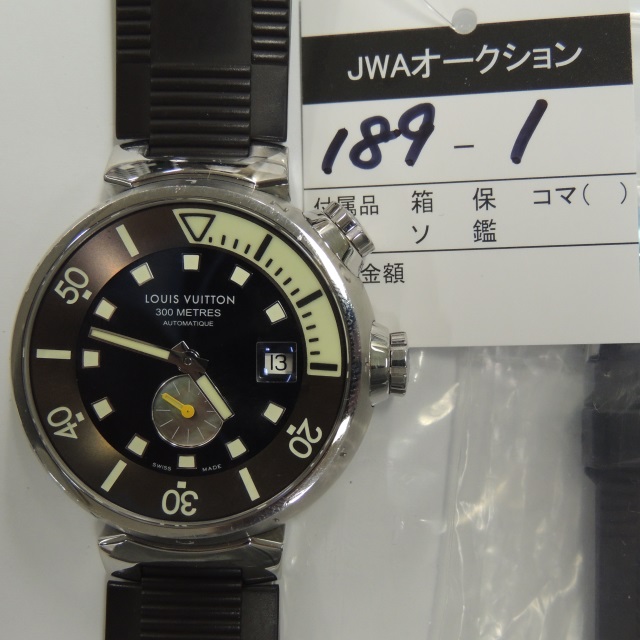 JWAオークション
189-1
付属品 箱 保 コマ( )
ソ 鑑
金額
50
LOUIS VUITTON
300 METRES
AUTOMATIQUE
13
40
20
30
SWISS MADE